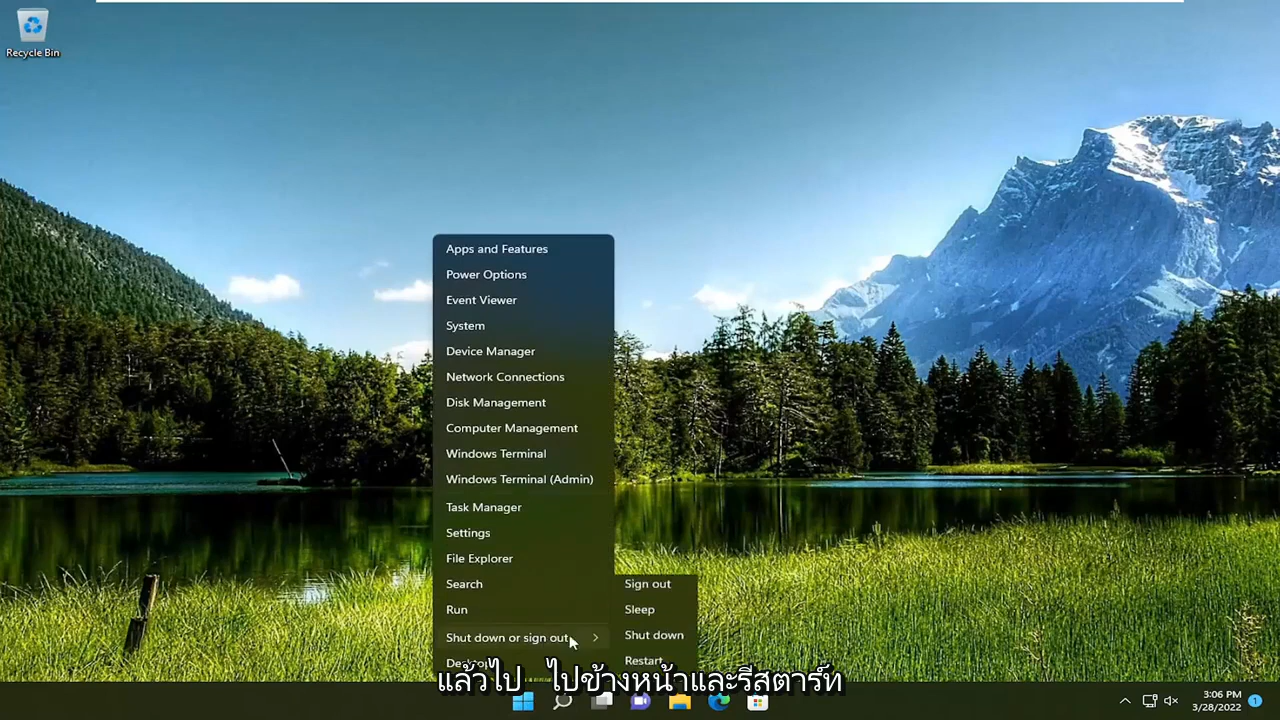 Recycle Bin
Apps and Features
Power Options
Event Viewer
System
Device Manager
Network Connections
Disk Management
Computer Management
Windows Terminal
Windows Terminal (Admin)
Task Manager
Settings
File Explorer
Search
Run
Shut down or sign out
Desktop
Sign out
Sleep
Shut down
Restart
แล้วไป ไปข้างหน้าและรีสตาร์ท
3:06 PM
3/28/2022
1